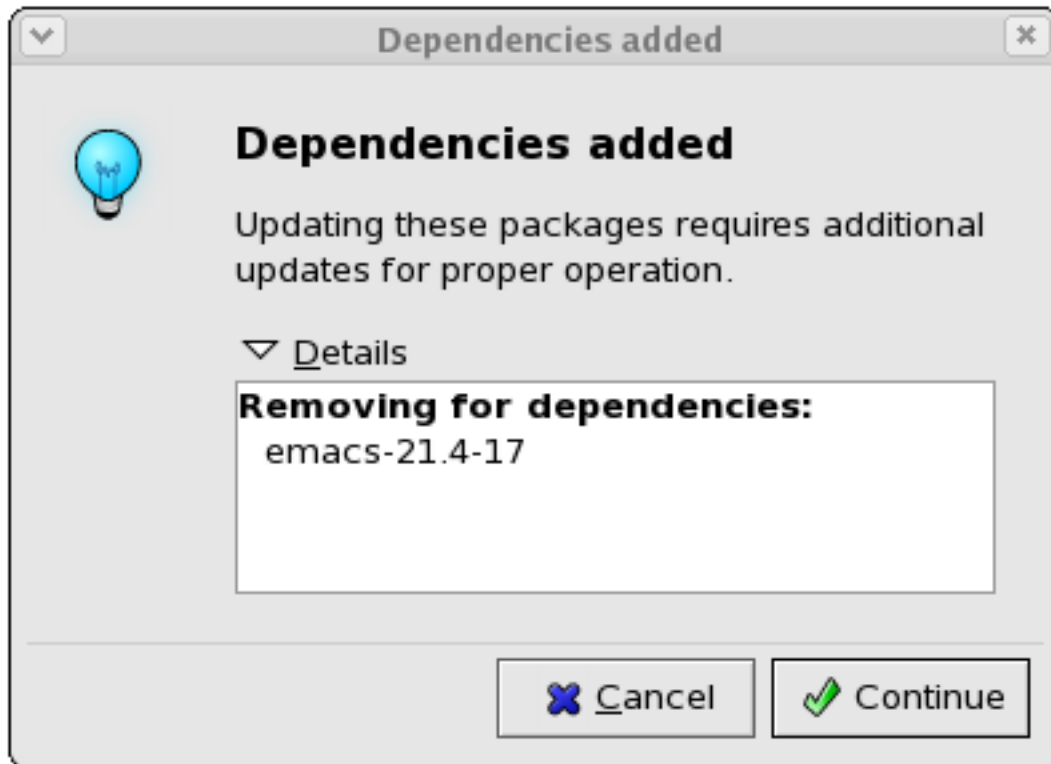 Dependencies added
Dependencies added
Updating these packages requires additional
updates for proper operation.
Details
Removing for dependencies:
emacs-21.4-17
Cancel
Continue